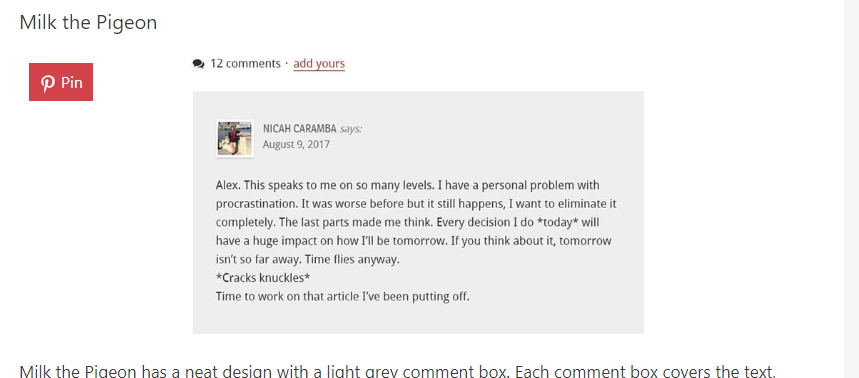 Milk the Pigeon
Pin
12 comments · add yours
NICAH CARAMBA says:
August 9, 2017
Alex. This speaks to me on so many levels. I have a personal problem with
procrastination. It was worse before but it still happens, I want to eliminate it
completely. The last parts made me think. Every decision I do *today* will
have a huge impact on how I'll be tomorrow. If you think about it, tomorrow
isn't so far away. Time flies anyway.
*Cracks knuckles*
Time to work on that article I've been putting off.
Milk the Pigeon has a neat design with a light grey comment box. Each comment box covers the text,